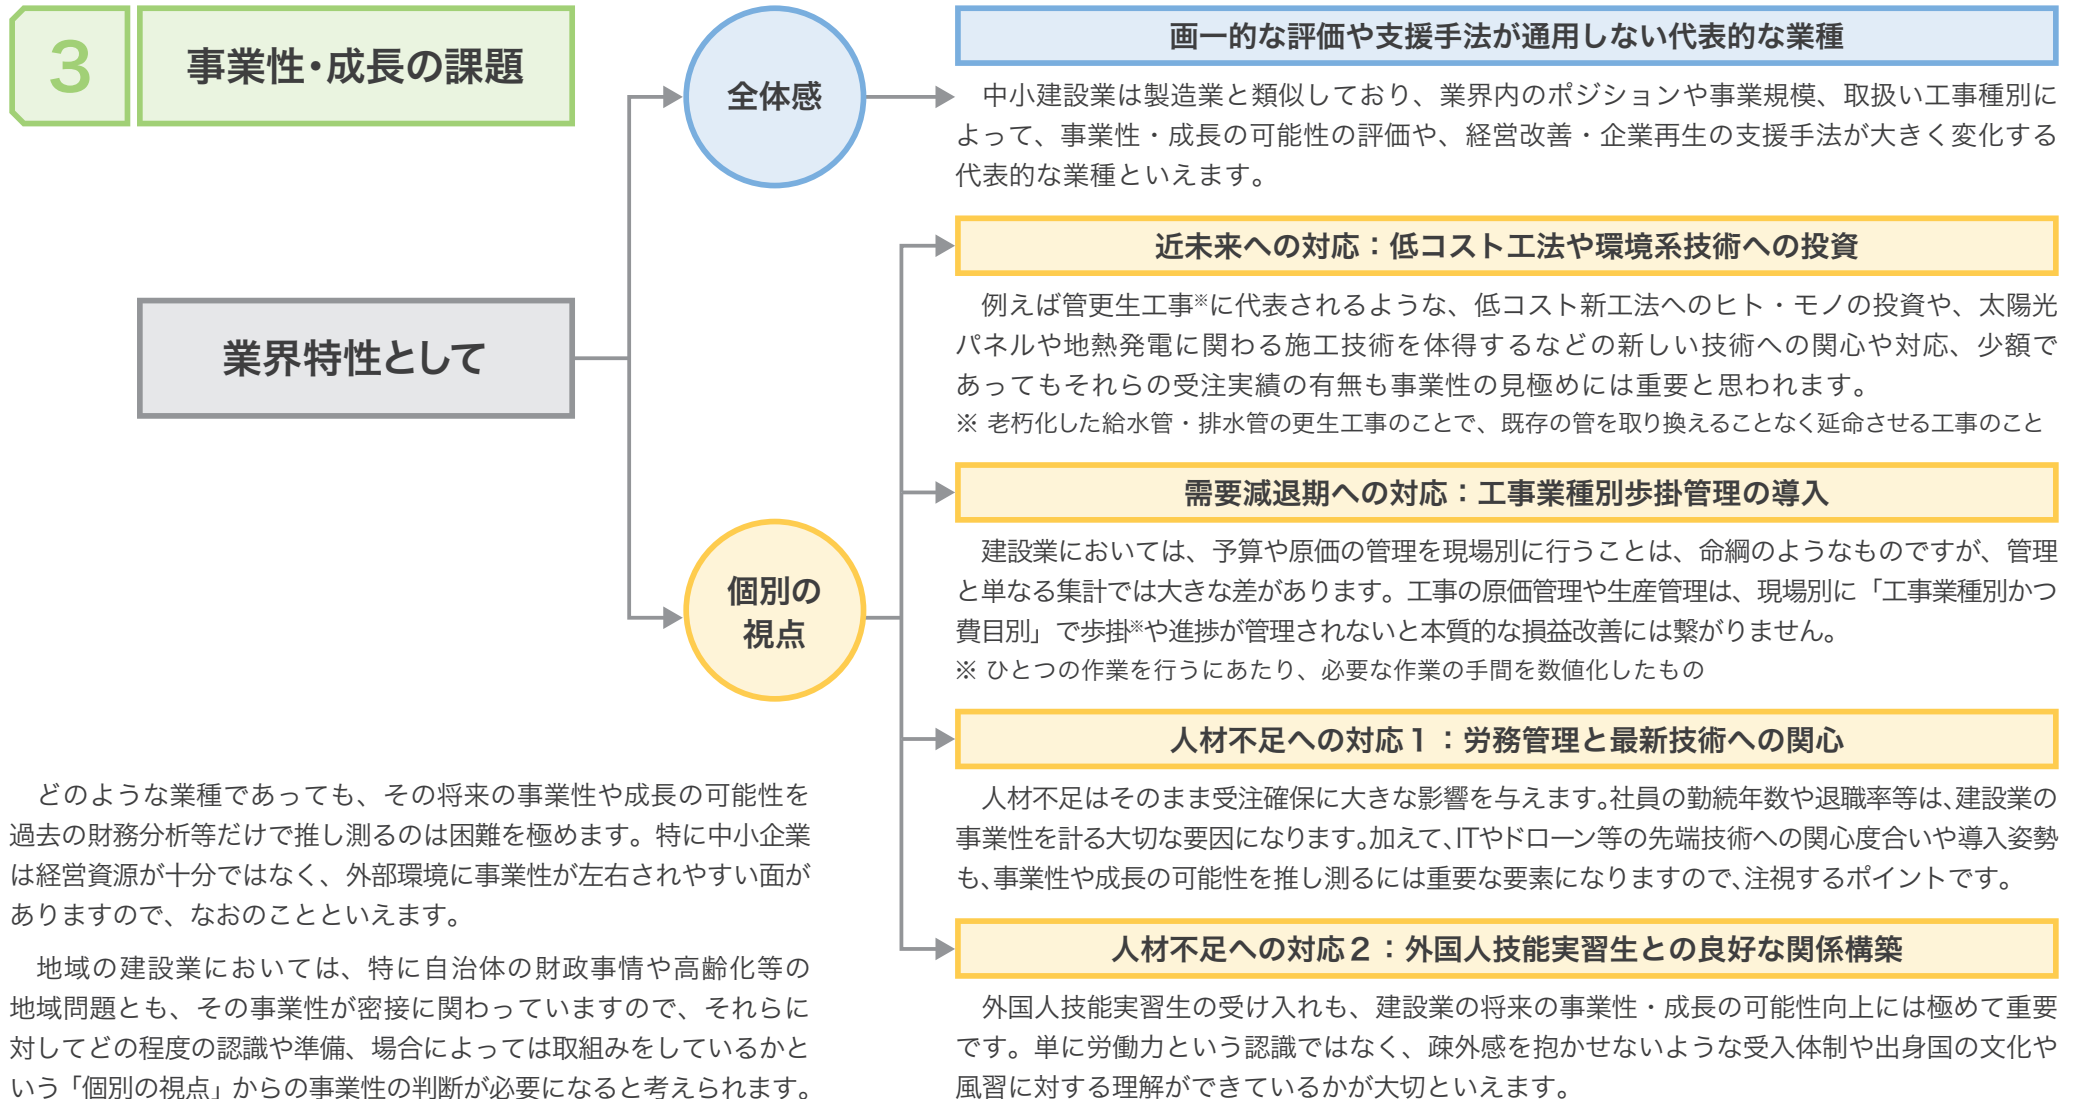 3
事業性・成長の課題
業界特性として
全体感
画一的な評価や支援手法が通用しない代表的な業種
中小建設業は製造業と類似しており、業界内のポジションや事業規模、取扱い工事種別に
よって、事業性・成長の可能性の評価や、経営改善・企業再生の支援手法が大きく変化する
代表的な業種といえます。
個別の
視点
近未来への対応：低コスト工法や環境系技術への投資
例えば管更生工事※に代表されるような、低コスト新工法へのヒト・モノの投資や、太陽光
パネルや地熱発電に関わる施工技術を体得するなどの新しい技術への関心や対応、少額で
あってもそれらの受注実績の有無も事業性の見極めには重要と思われます。
※ 老朽化した給水管・排水管の更生工事のことで、既存の管を取り換えることなく延命させる工事のこと
需要減退期への対応：工事業種別歩掛管理の導入
建設業においては、予算や原価の管理を現場別に行うことは、命綱のようなものですが、管理
と単なる集計では大きな差があります。工事の原価管理や生産管理は、現場別に「工事業種別かつ
費目別」で歩掛※や進捗が管理されないと本質的な損益改善には繋がりません。
※ ひとつの作業を行うにあたり、必要な作業の手間を数値化したもの
人材不足への対応１：労務管理と最新技術への関心
人材不足はそのまま受注確保に大きな影響を与えます。社員の勤続年数や退職率等は、建設業の
事業性を計る大切な要因になります。加えて、ITやドローン等の先端技術への関心度合いや導入姿勢
も、事業性や成長の可能性を推し測るには重要な要素になりますので、注視するポイントです。
人材不足への対応２：外国人技能実習生との良好な関係構築
外国人技能実習生の受け入れも、建設業の将来の事業性・成長の可能性向上には極めて重要
です。単に労働力という認識ではなく、疎外感を抱かせないような受入体制や出身国の文化や
風習に対する理解ができているかが大切といえます。
どのような業種であっても、その将来の事業性や成長の可能性を
過去の財務分析等だけで推し測るのは困難を極めます。特に中小企業
は経営資源が十分ではなく、外部環境に事業性が左右されやすい面が
ありますので、なおのことといえます。
地域の建設業においては、特に自治体の財政事情や高齢化等の
地域問題とも、その事業性が密接に関わっていますので、それらに
対してどの程度の認識や準備、場合によっては取組みをしているかと
いう「個別の視点」からの事業性の判断が必要になると考えられます。